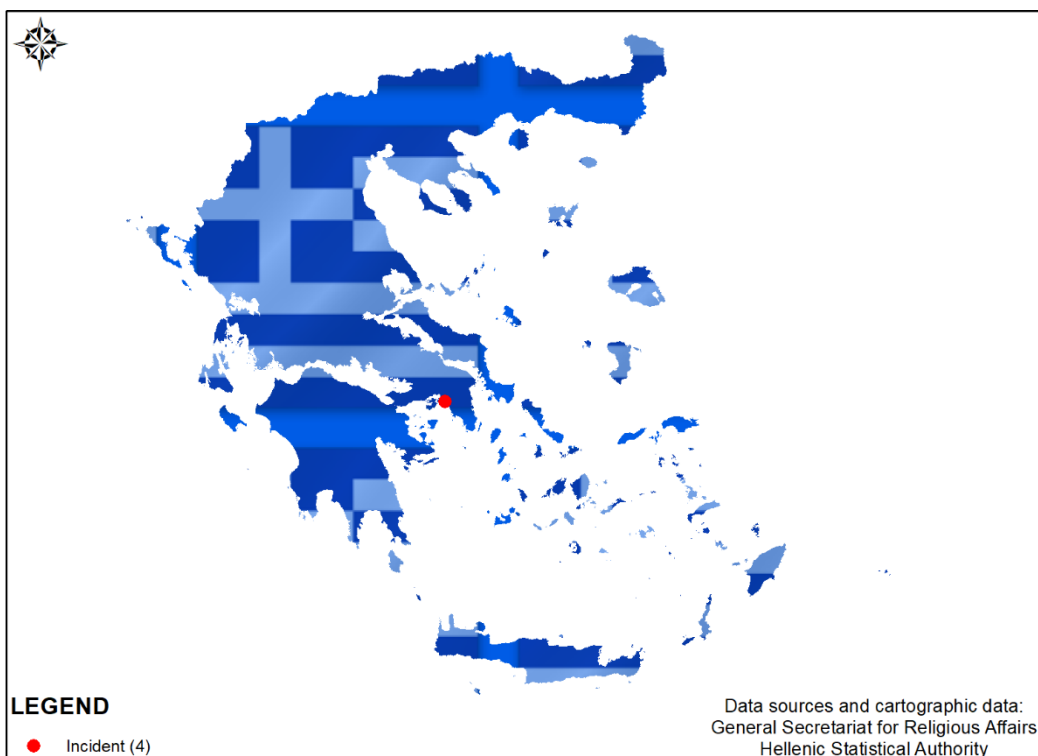 LEGEND
Incident (4)
Data sources and cartographic data:
General Secretariat for Religious Affairs
Hellenic Statistical Authority